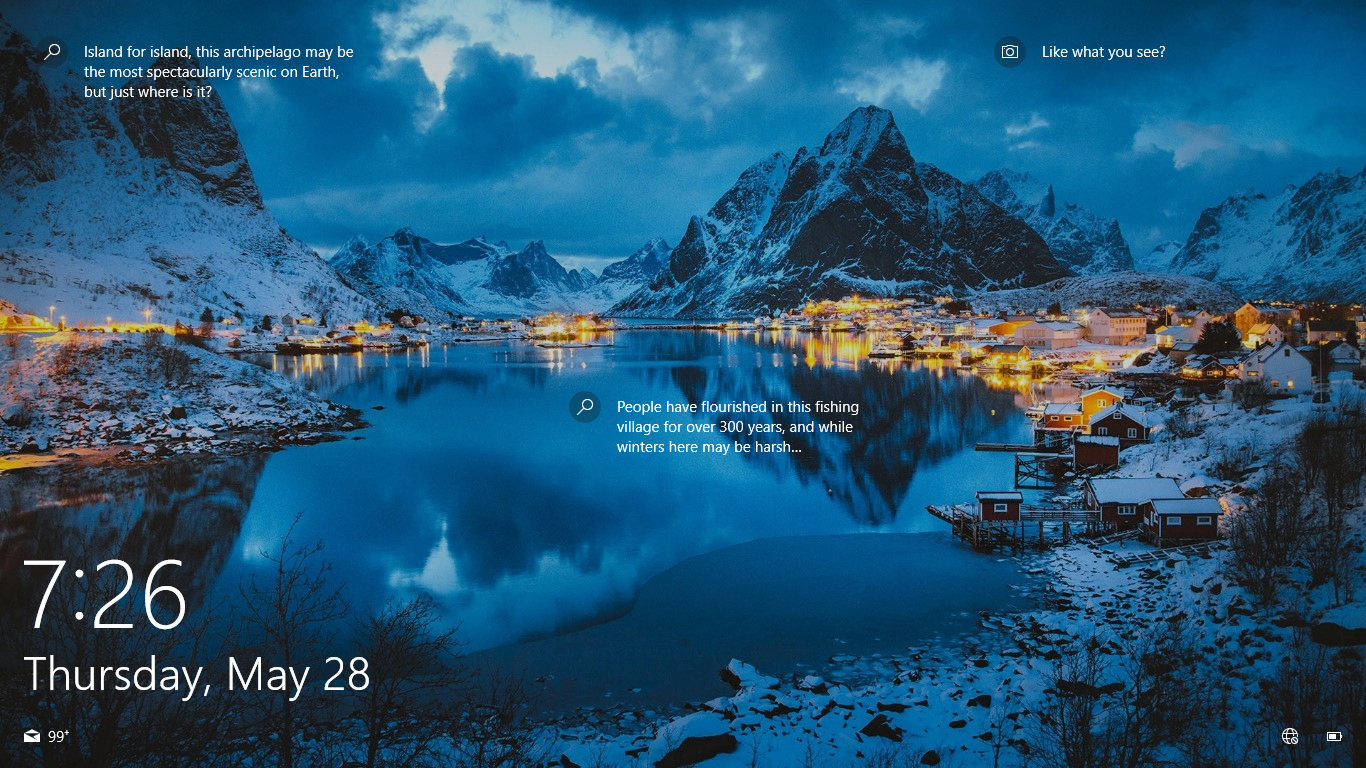 Island for island, this archipelago may be
the most spectacularly scenic on Earth,
but just where is it?
Like what you see?
People have flourished in this fishing
village for over 300 years, and while
winters here may be harsh...
7:26
Thursday, May 28
99+